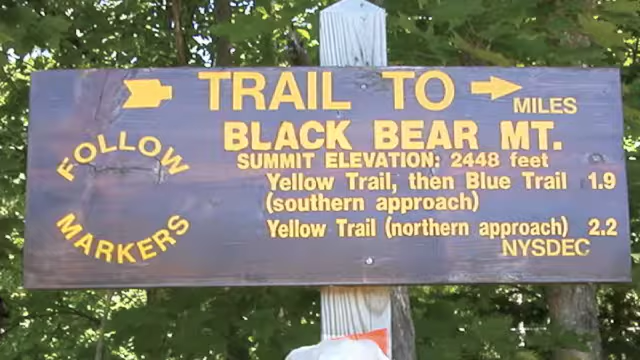 TRAIL TO
MILES
FOLLOW
MARKERS
BLACK BEAR MT.
SUMMIT ELEVATION: 2448 feet
Yellow Trail, then Blue Trail 1.9
(southern approach)
Yellow Trail (northern approach) 2.2
NYSDEC